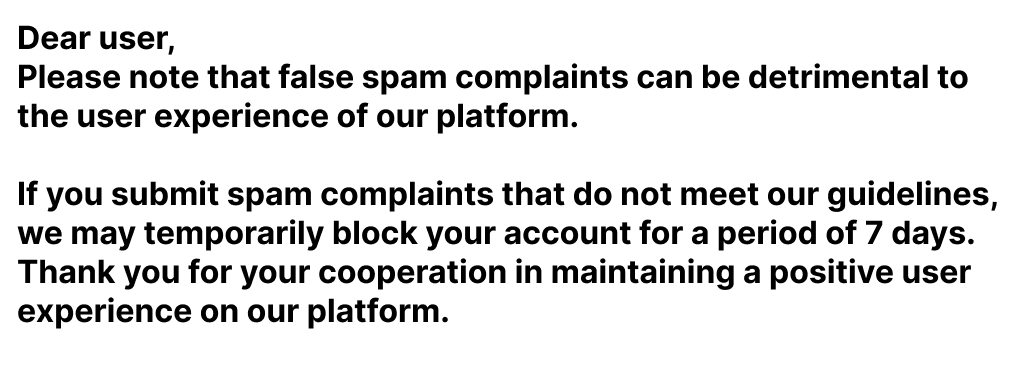 Dear user,
Please note that false spam complaints can be detrimental to
the user experience of our platform.
If you submit spam complaints that do not meet our guidelines,
we may temporarily block your account for a period of 7 days.
Thank you for your cooperation in maintaining a positive user
experience on our platform.